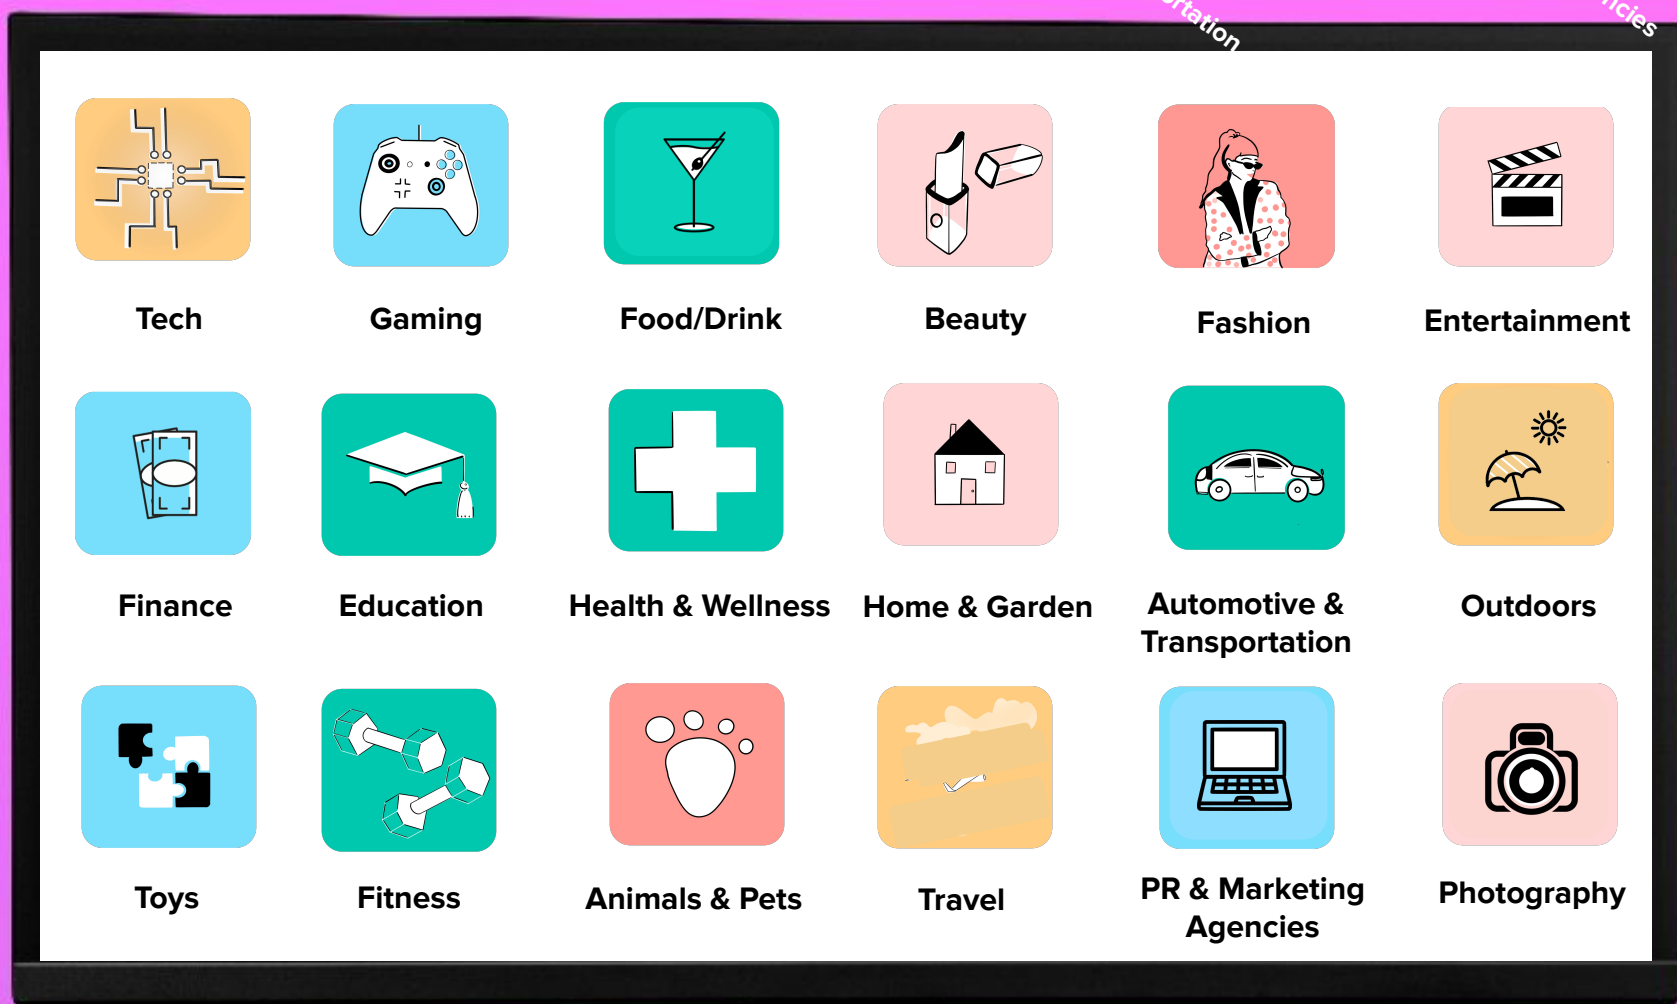 Tech
Gaming
Food/Drink
Beauty
Fashion
Entertainment
Finance
Education
Health & Wellness
Home & Garden
Automotive &
Transportation
Outdoors
Toys
Fitness
Animals & Pets
Travel
PR & Marketing
Agencies
Photography